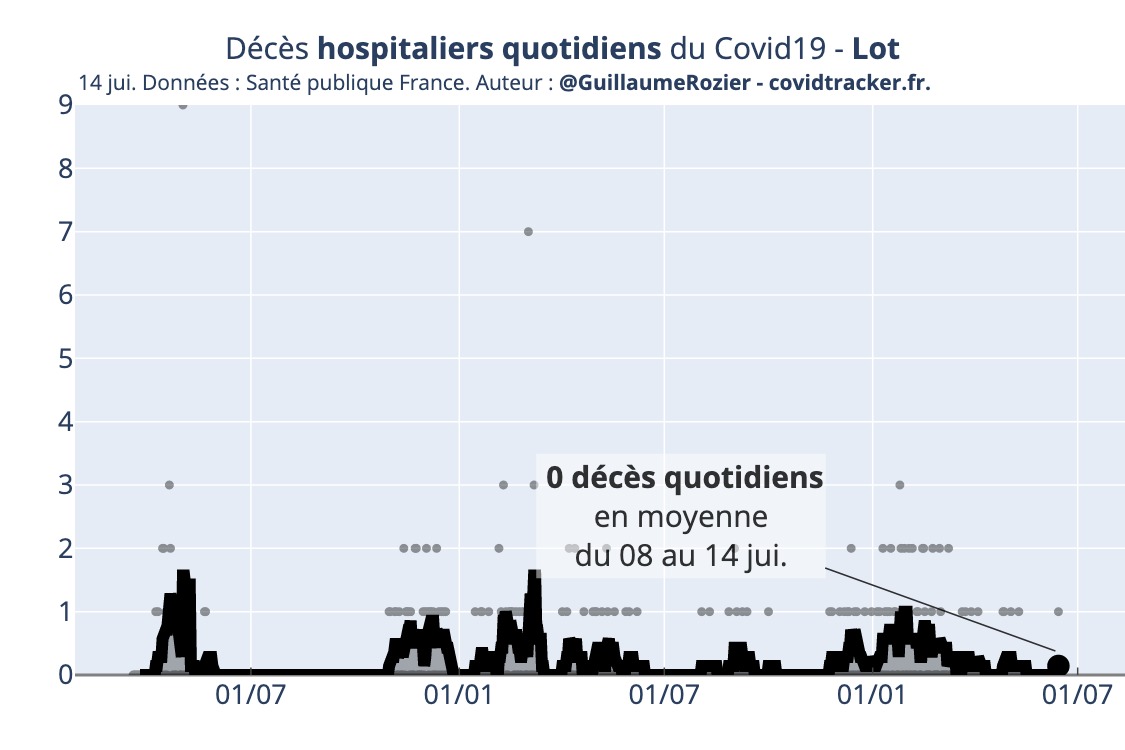 Décès hospitaliers quotidiens du Covid19 - Lot
14 jui. Données : Santé publique France. Auteur : @GuillaumeRozier - covidtracker.fr.
9
8
7
6
5
4
3
2
1
0
0 décès quotidiens
en moyenne
du 08 au 14 jui.
01/07 01/01 01/07 01/01 01/07